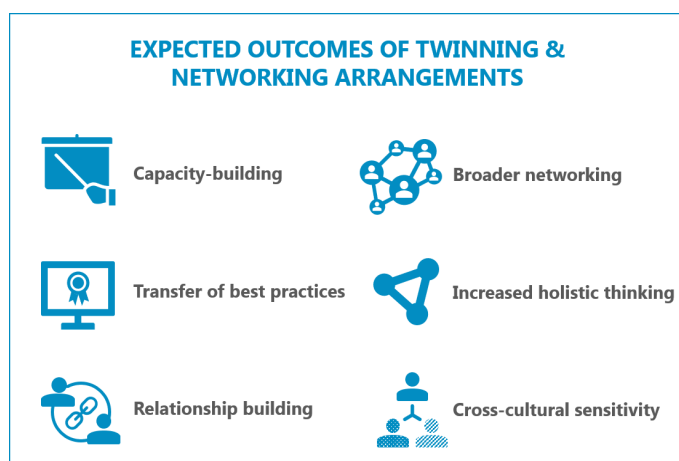 EXPECTED OUTCOMES OF TWINNING &
NETWORKING ARRANGEMENTS
Capacity-building
Broader networking
Transfer of best practices
Increased holistic thinking
Relationship building
Cross-cultural sensitivity